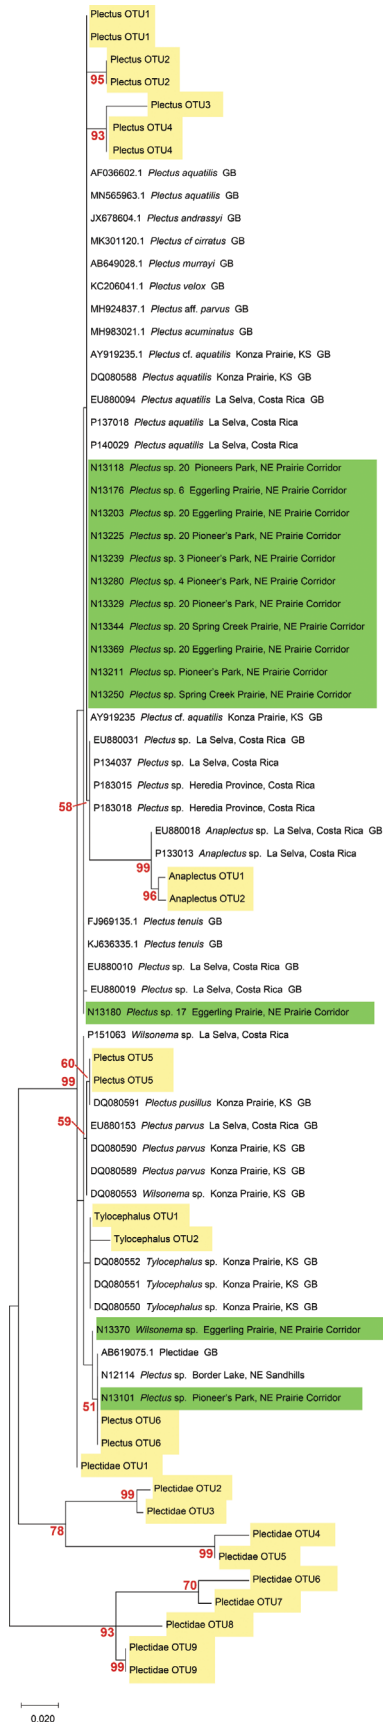 Plectus OTU1
Plectus OTU1
Plectus OTU2
95
Plectus OTU2
Plectus OTU3
93
Plectus OTU4
Plectus OTU4
AF036602.1 Plectus aquatilis GB
MN565963.1 Plectus aquatilis GB
JX678604.1 Plectus andrassyi GB
MK301120.1 Plectus cf cirratus GB
AB649028.1 Plectus murrayi GB
KC206041.1 Plectus velox GB
MH924837.1 Plectus aff. parvus GB
MH983021.1 Plectus acuminatus GB
AY919235.1 Plectus cf. aquatilis Konza Prairie, KS GB
DQ080588 Plectus aquatilis Konza Prairie, KS GB
EU880094 Plectus aquatilis La Selva, Costa Rica GB
P137018 Plectus aquatilis La Selva, Costa Rica
P140029 Plectus aquatilis La Selva, Costa Rica
N13118 Plectus sp. 20 Pioneers Park, NE Prairie Corridor
N13176 Plectus sp. 6 Eggerling Prairie, NE Prairie Corridor
N13203 Plectus sp. 20 Eggerling Prairie, NE Prairie Corridor
N13225 Plectus sp. 20 Pioneer's Park, NE Prairie Corridor
N13239 Plectus sp. 3 Pioneer's Park, NE Prairie Corridor
N13280 Plectus sp. 4 Pioneer's Park, NE Prairie Corridor
N13329 Plectus sp. 20 Pioneer's Park, NE Prairie Corridor
N13344 Plectus sp. 20 Spring Creek Prairie, NE Prairie Corridor
N13369 Plectus sp. 20 Eggerling Prairie, NE Prairie Corridor
N13211 Plectus sp. Pioneer's Park, NE Prairie Corridor
N13250 Plectus sp. Spring Creek Prairie, NE Prairie Corridor
AY919235 Plectus cf. aquatilis Konza Prairie, KS GB
EU880031 Plectus sp. La Selva, Costa Rica GB
P134037 Plectus sp. La Selva, Costa Rica
P183015 Plectus sp. Heredia Province, Costa Rica
58
P183018 Plectus sp. Heredia Province, Costa Rica
EU880018 Anaplectus sp. La Selva, Costa Rica GB
P133013 Anaplectus sp. La Selva, Costa Rica
99
Anaplectus OTU1
96
Anaplectus OTU2
FJ969135.1 Plectus tenuis GB
KJ636335.1 Plectus tenuis GB
EU880010 Plectus sp. La Selva, Costa Rica GB
EU880019 Plectus sp. La Selva, Costa Rica GB
N13180 Plectus sp. 17 Eggerling Prairie, NE Prairie Corridor
P151063 Wilsonema sp. La Selva, Costa Rica
Plectus OTU5
60
99
Plectus OTU5
DQ080591 Plectus pusillus Konza Prairie, KS GB
59
EU880153 Plectus parvus La Selva, Costa Rica GB
DQ080590 Plectus parvus Konza Prairie, KS GB
DQ080589 Plectus parvus Konza Prairie, KS GB
DQ080553 Wilsonema sp. Konza Prairie, KS GB
Tylocephalus OTU1
Tylocephalus OTU2
DQ080552 Tylocephalus sp. Konza Prairie, KS GB
DQ080551 Tylocephalus sp. Konza Prairie, KS GB
DQ080550 Tylocephalus sp. Konza Prairie, KS GB
N13370 Wilsonema sp. Eggerling Prairie, NE Prairie Corridor
AB619075.1 Plectidae GB
N12114 Plectus sp. Border Lake, NE Sandhills
N13101 Plectus sp. Pioneer's Park, NE Prairie Corridor
51
Plectus OTU6
Plectus OTU6
Plectidae OTU1
Plectidae OTU2
99
Plectidae OTU3
78
Plectidae OTU4
99
Plectidae OTU5
Plectidae OTU6
70
Plectidae OTU7
Plectidae OTU8
93
Plectidae OTU9
99
Plectidae OTU9
0.020